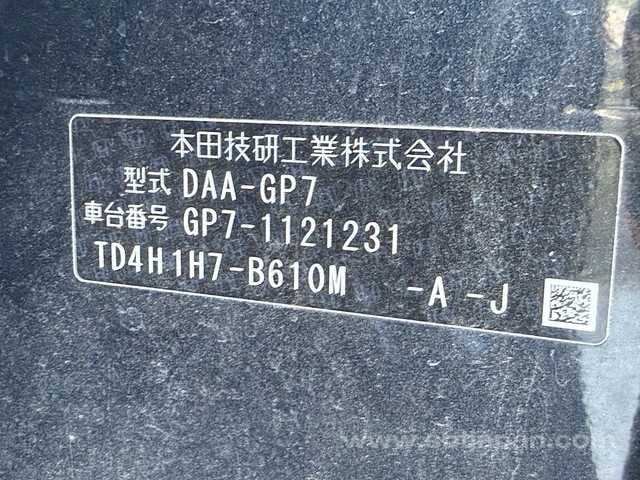 本田技研工業株式会社
型式 DAA-GP7
車台番号 GP7-1121231
TD4H1H7-B610M -A -J